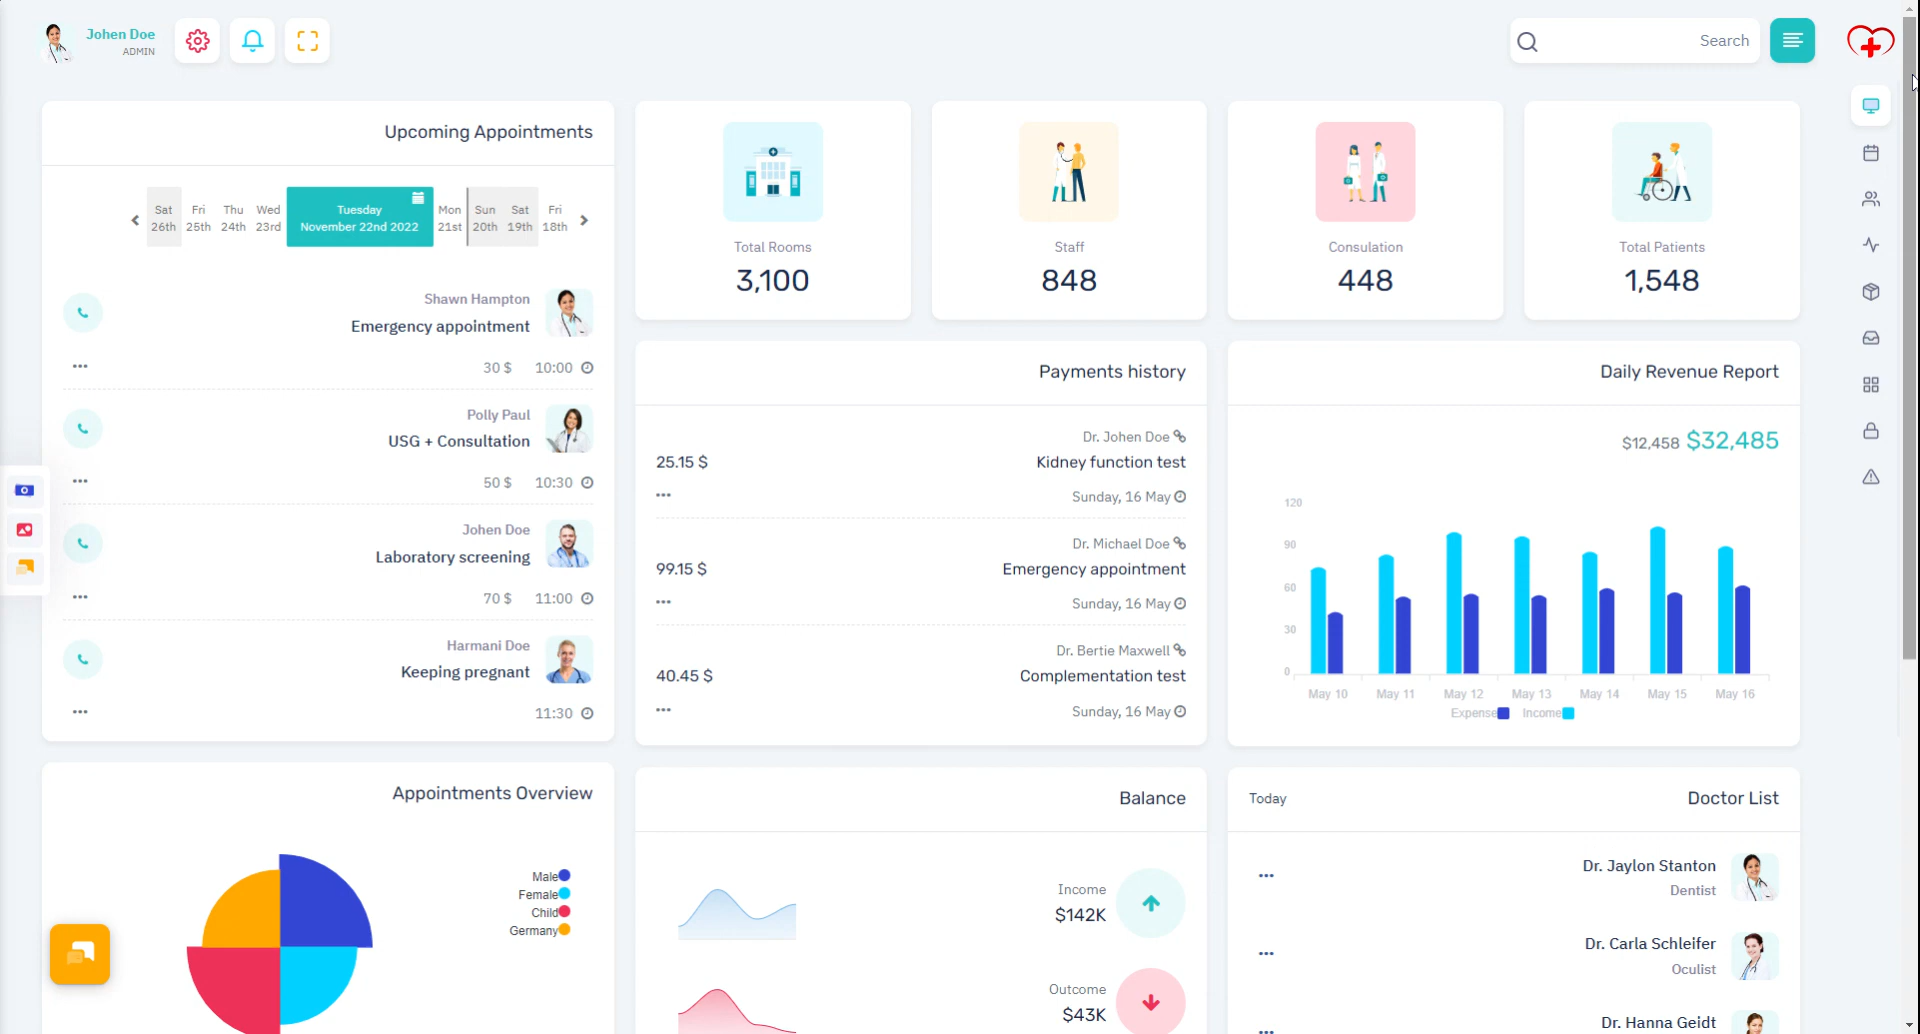 Johen Doe
ADMIN
Search
Upcoming Appointments
Sat 26th
Fri 25th
Thu 24th
Wed 23rd
Tuesday
November 22nd 2022
Mon 21st
Sun 20th
Sat 19th
Fri 18th
Shawn Hampton
Emergency appointment
30 $ 10:00
Polly Paul
USG + Consultation
50 $ 10:30
Johen Doe
Laboratory screening
70 $ 11:00
Harmani Doe
Keeping pregnant
11:30
Total Rooms
3,100
Staff
848
Consulation
448
Total Patients
1,548
Payments history
Dr. Johen Doe
25.15 $ Kidney function test
Sunday, 16 May
Dr. Michael Doe
99.15 $ Emergency appointment
Sunday, 16 May
Dr. Bertie Maxwell
40.45 $ Complementation test
Sunday, 16 May
Daily Revenue Report
$12,458 $32,485
120
90
60
30
0
May 10 May 11 May 12 May 13 May 14 May 15 May 16
Expense Income
Appointments Overview
Male
Female
Child
Germany
Balance
Income
$142K
Outcome
$43K
Today Doctor List
Dr. Jaylon Stanton
Dentist
Dr. Carla Schleifer
Oculist
Dr. Hanna Geidt